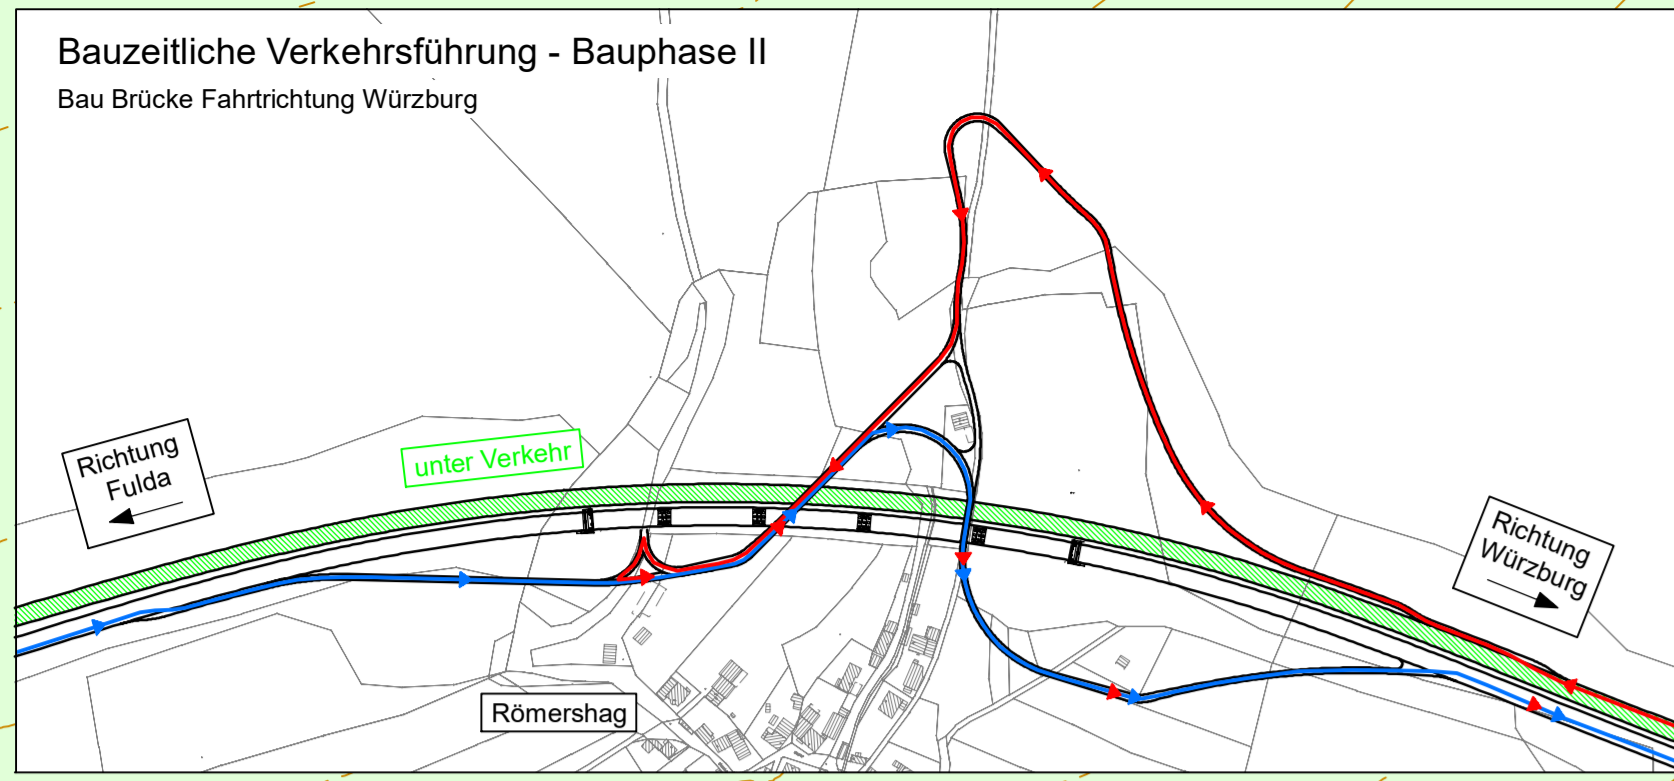 Bauzeitliche Verkehrsführung - Bauphase II
Bau Brücke Fahrtrichtung Würzburg
Richtung
Fulda
unter Verkehr
Richtung
Würzburg
Römershag